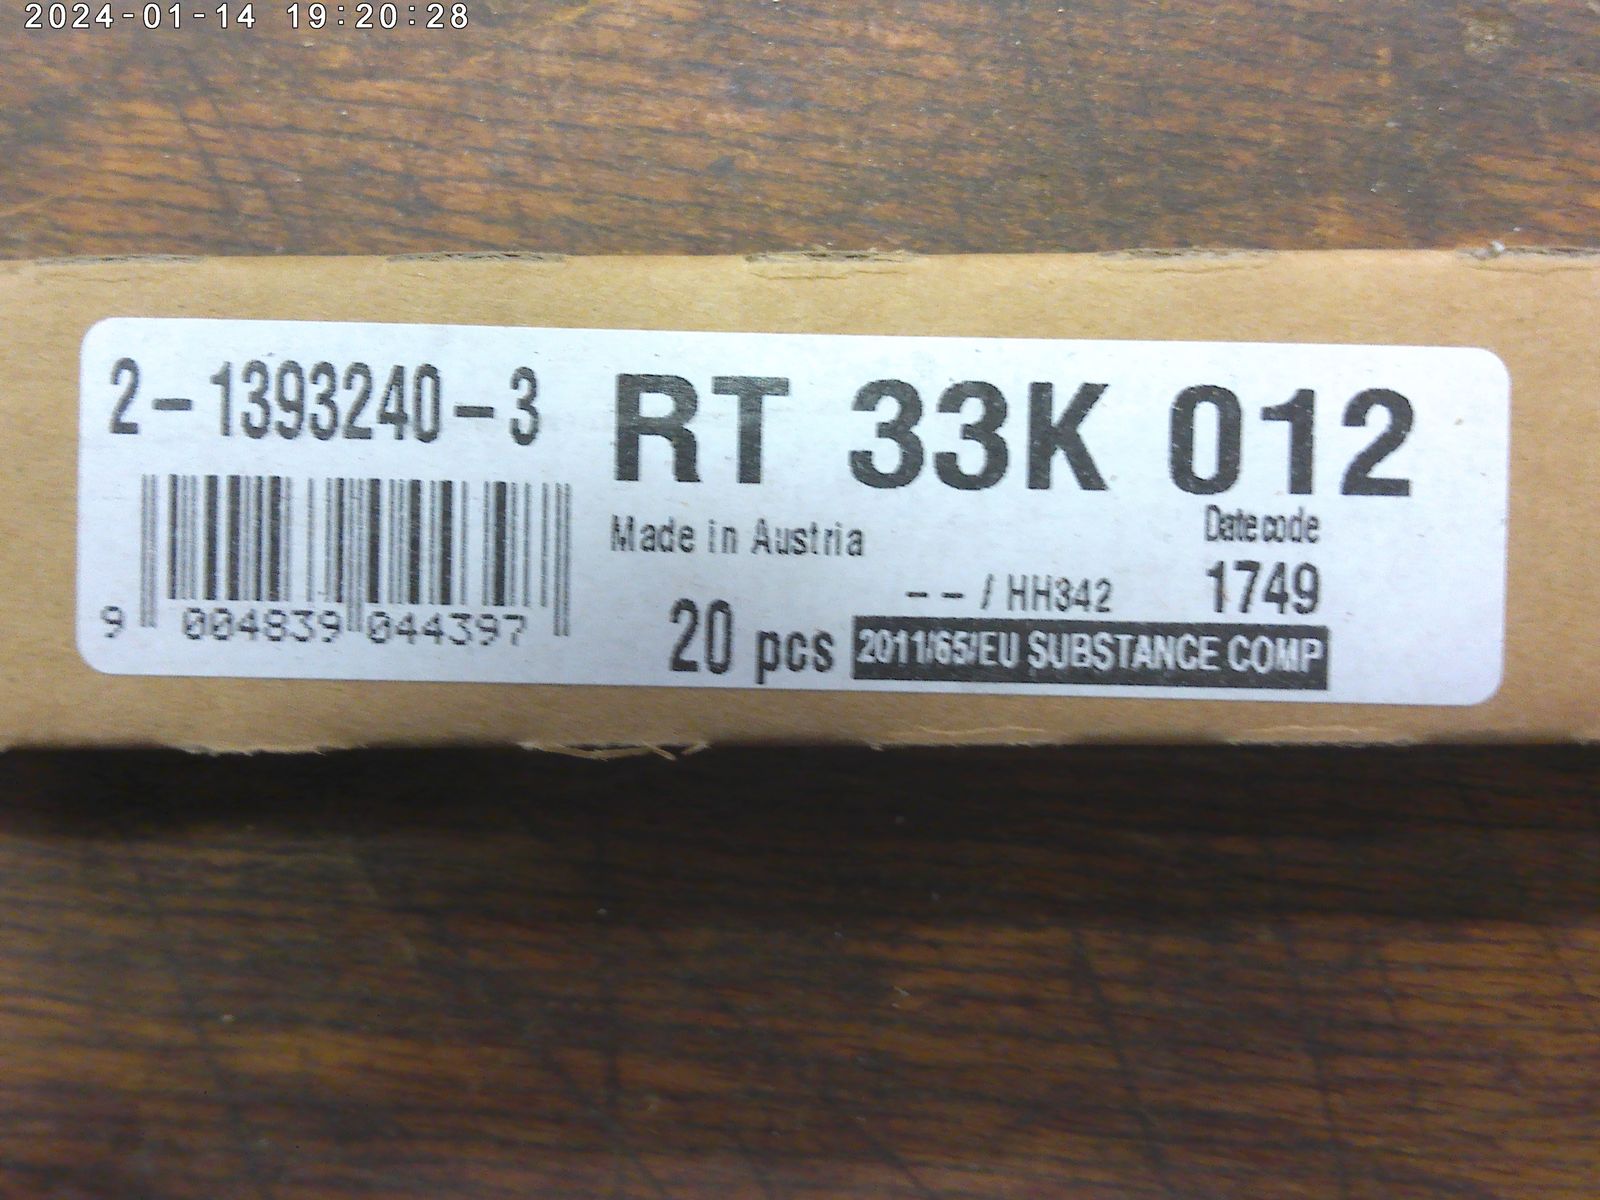 2024-01-14 19:20:28
2-1393240-3
RT 33K 012
Made in Austria
Datecode
-- / HH342
1749
9 004839 044397
20 pcs
2011/65/EU SUBSTANCE COMP